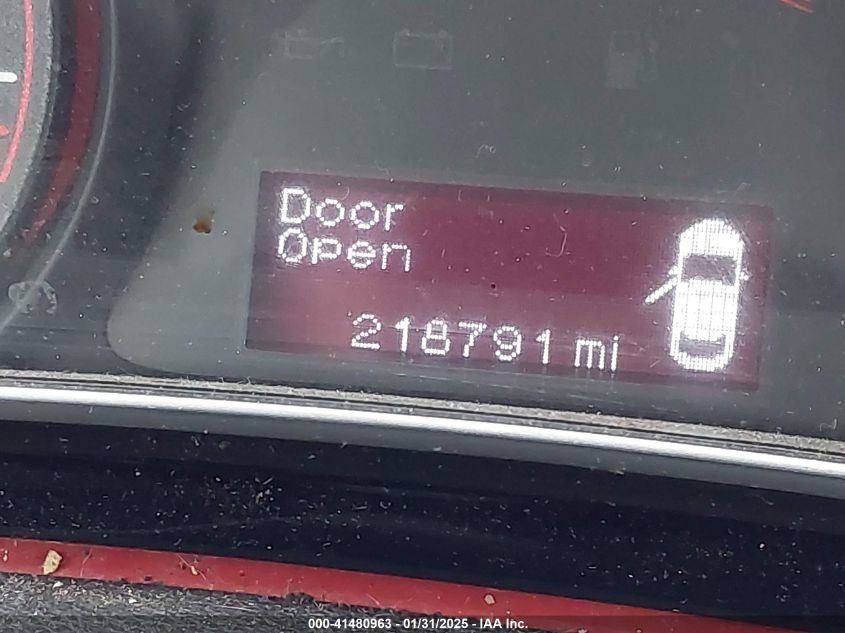 Door
Open
218791 mi
000-41480963 - 01/31/2025 - IAA Inc.